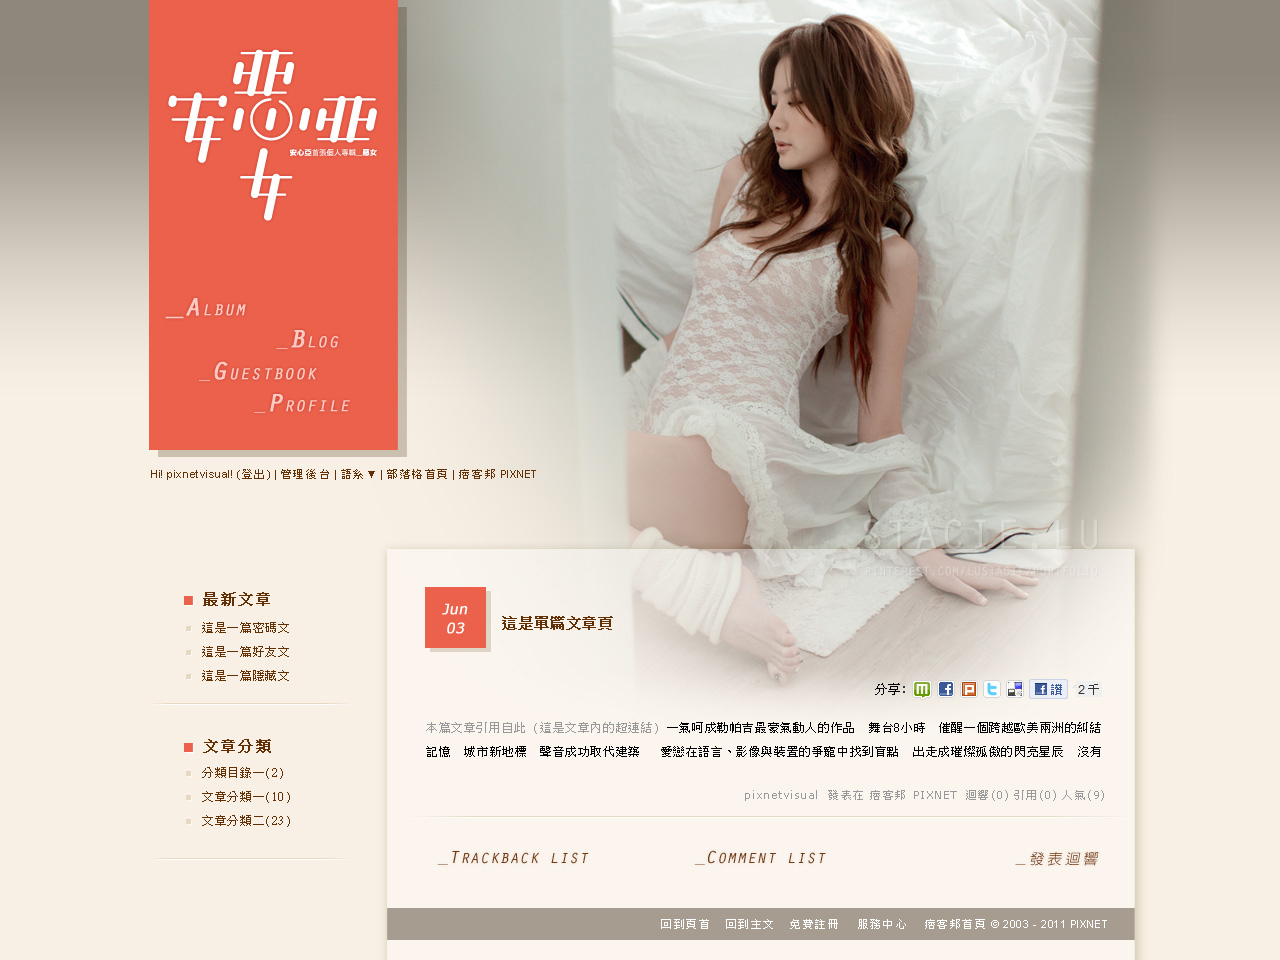 惡
安 心 亞
女
安心亞首張個人專輯_惡女
_ALBUM
_BLOG
_GUESTBOOK
_PROFILE
Hi! pixnetvisual! (登出) | 管理後台 | 語系▼ | 部落格首頁 | 痞客邦 PIXNET
STACIE.LU
PINTEREST.COM/LUSTACIE/PORTFOLIO
最新文章
這是一篇密碼文
這是一篇好友文
這是一篇隱藏文
文章分類
分類目錄一(2)
文章分類一(10)
文章分類二(23)
Jun
03
這是單篇文章頁
分享: 讚 2千
本篇文章引用自此（這是文章內的超連結）一氣呵成勒帕吉最豪氣動人的作品 舞台8小時 催醒一個跨越歐美兩洲的糾結
記憶 城市新地標 聲音成功取代建築 愛戀在語言、影像與裝置的爭寵中找到盲點 出走成璀燦孤傲的閃亮星辰 沒有
pixnetvisual 發表在 痞客邦 PIXNET 迴響(0) 引用(0) 人氣(9)
_TRACKBACK LIST
_COMMENT LIST
_發表迴響
回到頁首 回到主文 免費註冊 服務中心 痞客邦首頁 © 2003 - 2011 PIXNET